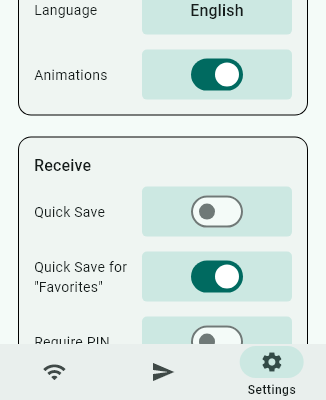 Language
English
Animations
Receive
Quick Save
Quick Save for
"Favorites"
Require PIN
Settings